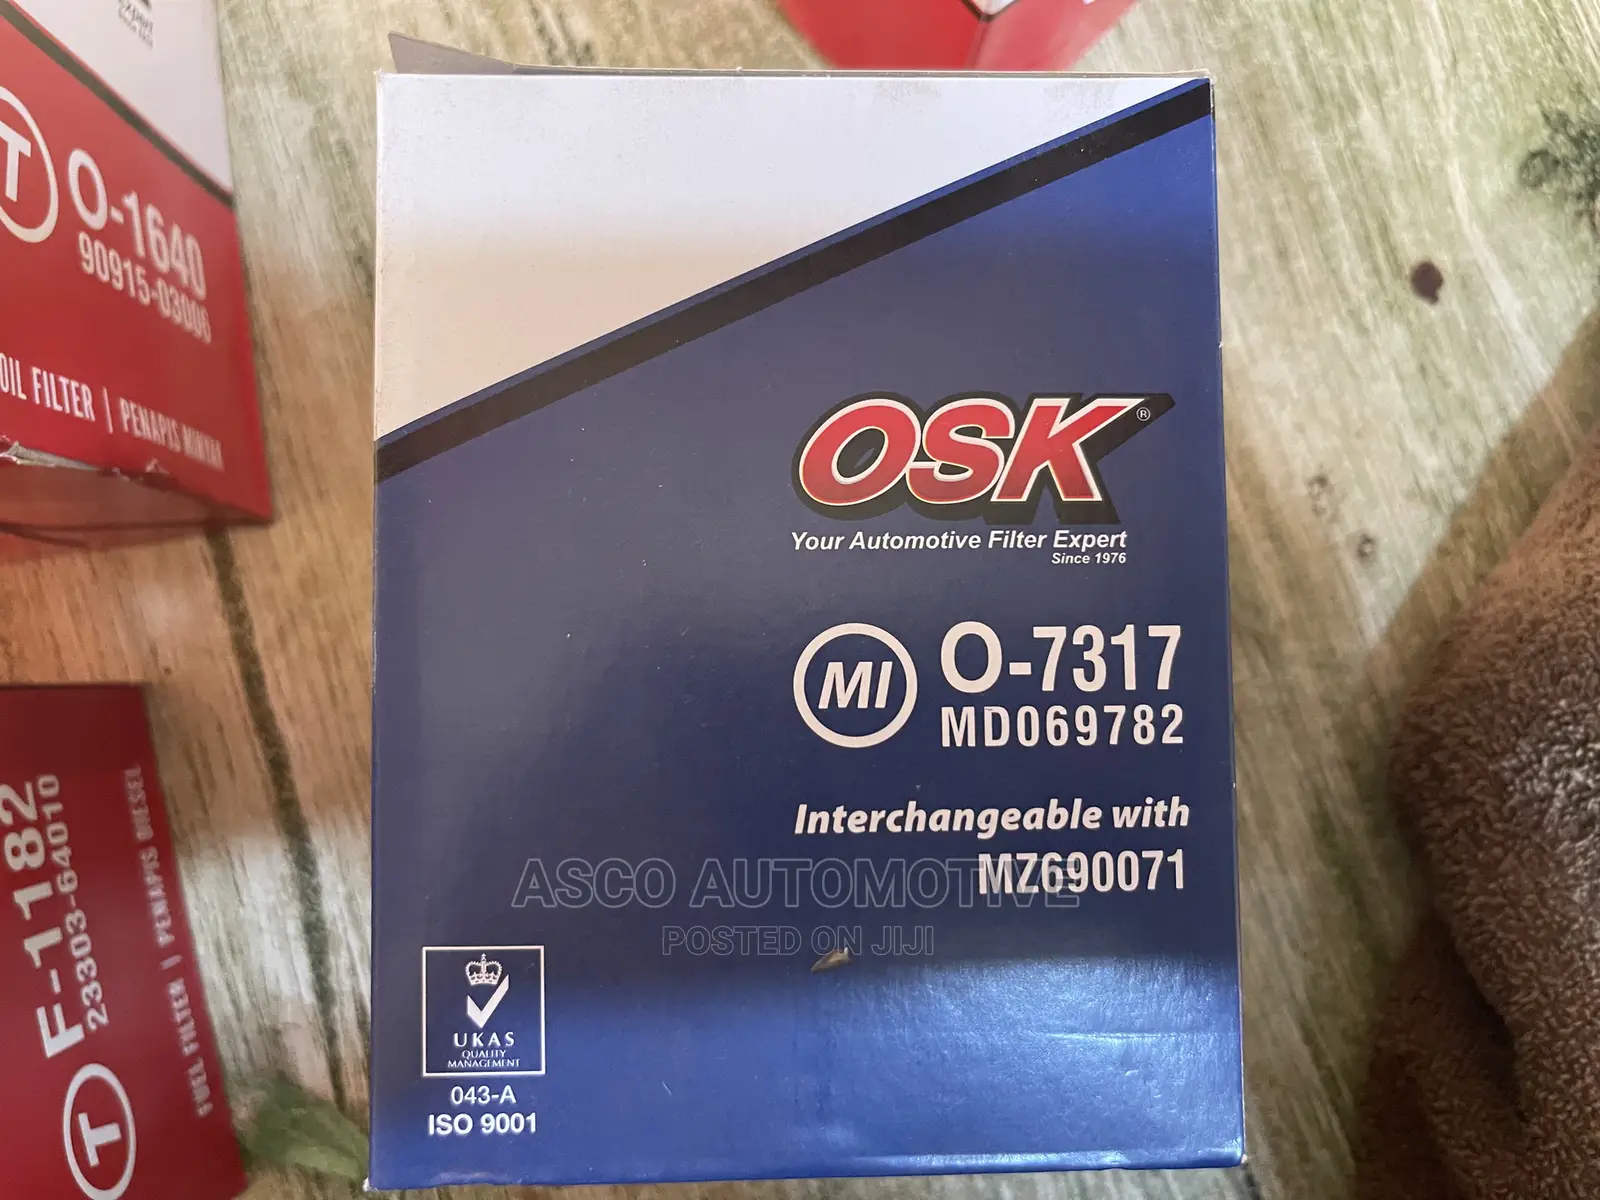 expert
T
O-1640
90915-03006
OIL FILTER | PENAPIS MINYAK
F-1182
23303-64010
FUEL FILTER | PENAPIS DIESEL
T
OSK®
Your Automotive Filter Expert
Since 1976
MI
O-7317
MD069782
Interchangeable with
MZ690071
ASCO AUTOMOTIVE
POSTED ON JIJI
UKAS
QUALITY
MANAGEMENT
043-A
ISO 9001